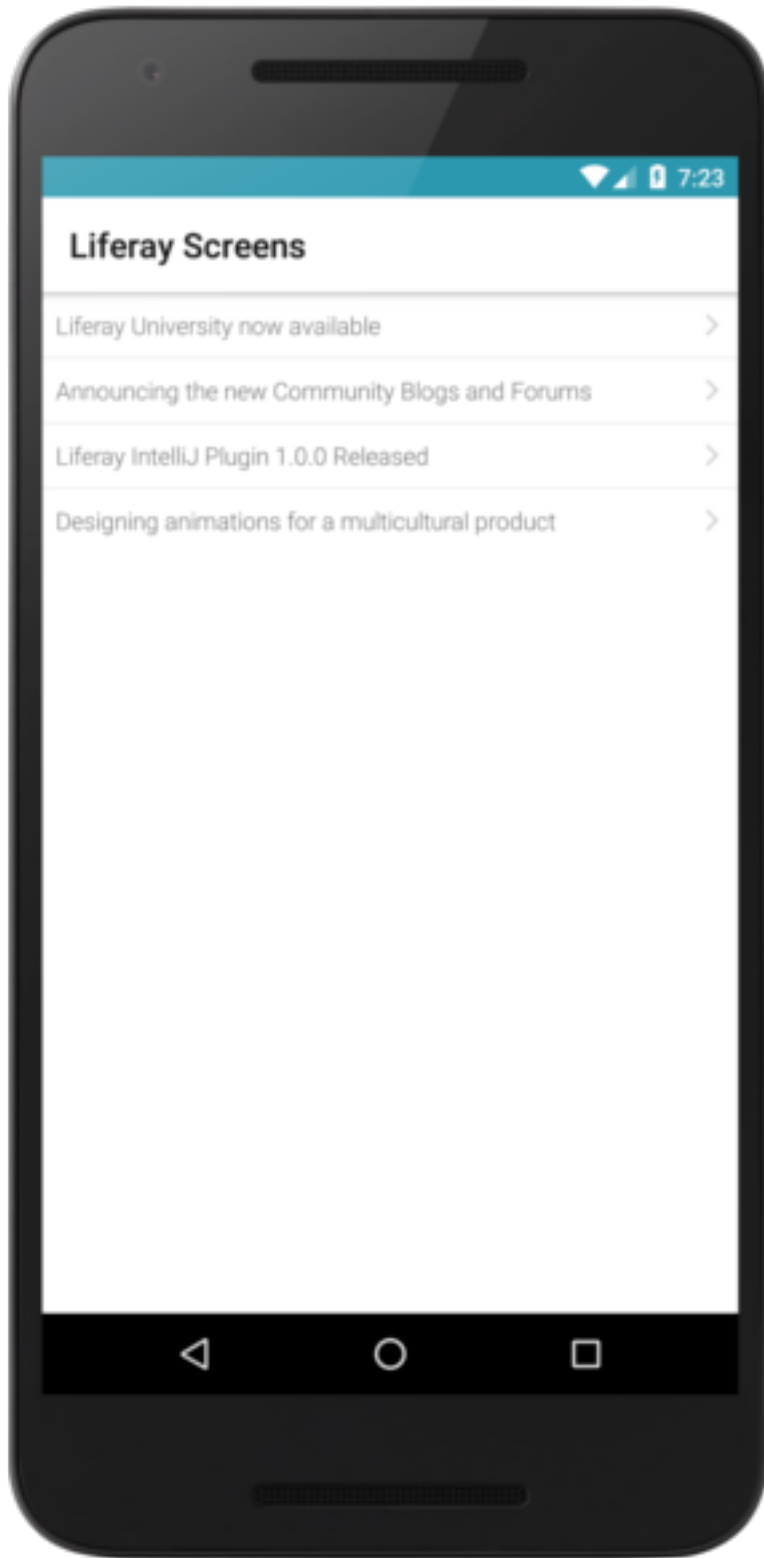 7:23
Liferay Screens
Liferay University now available
Announcing the new Community Blogs and Forums
Liferay IntelliJ Plugin 1.0.0 Released
Designing animations for a multicultural product